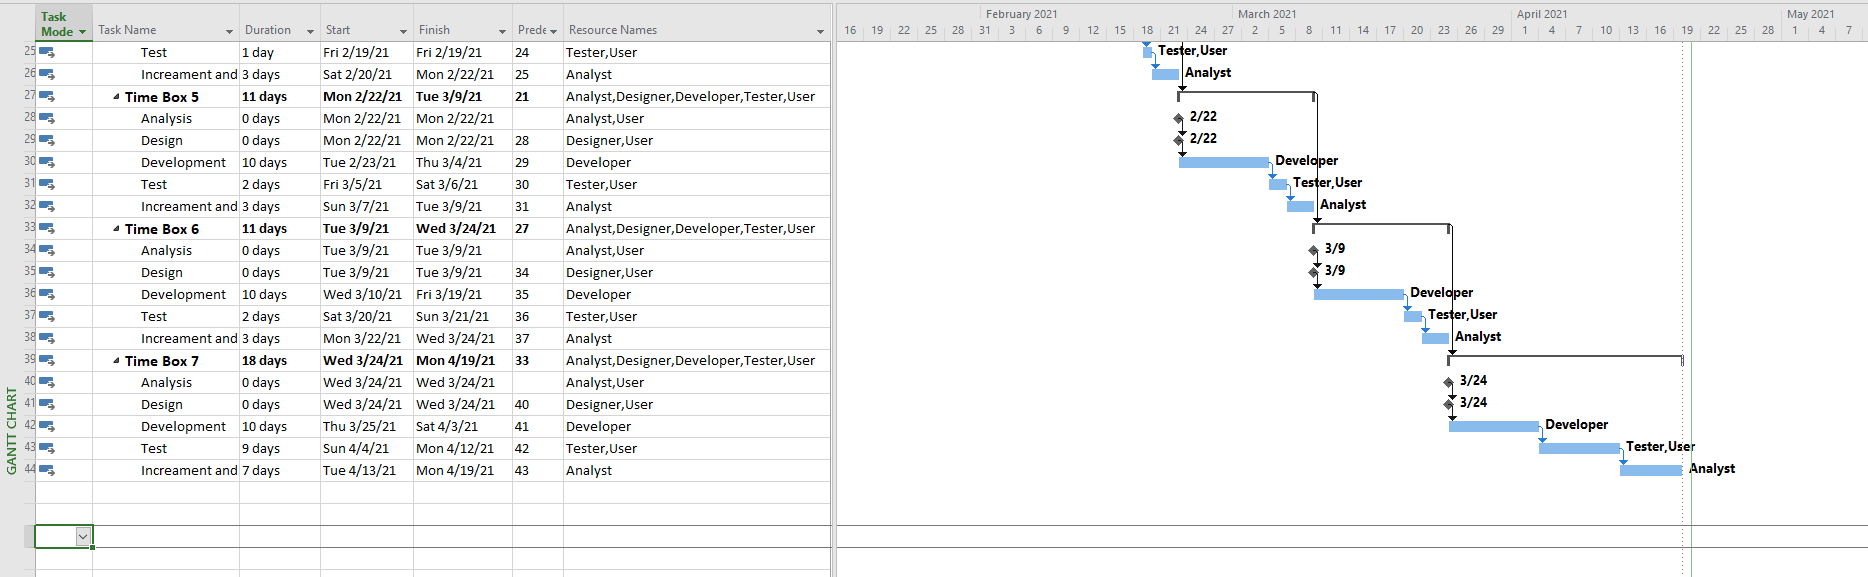 Task Mode Task Name Duration Start Finish Prede Resource Names
February 2021 March 2021 April 2021 May 2021
16 19 22 25 28 31 3 6 9 12 15 18 21 24 27 2 5 8 11 14 17 20 23 26 29 1 4 7 10 13 16 19 22 25 28 1 4 7
25 Test 1 day Fri 2/19/21 Fri 2/19/21 24 Tester,User Tester,User
26 Increament and 3 days Sat 2/20/21 Mon 2/22/21 25 Analyst Analyst
27 Time Box 5 11 days Mon 2/22/21 Tue 3/9/21 21 Analyst,Designer,Developer,Tester,User
28 Analysis 0 days Mon 2/22/21 Mon 2/22/21 Analyst,User 2/22
29 Design 0 days Mon 2/22/21 Mon 2/22/21 28 Designer,User 2/22
30 Development 10 days Tue 2/23/21 Thu 3/4/21 29 Developer Developer
31 Test 2 days Fri 3/5/21 Sat 3/6/21 30 Tester,User Tester,User
32 Increament and 3 days Sun 3/7/21 Tue 3/9/21 31 Analyst Analyst
33 Time Box 6 11 days Tue 3/9/21 Wed 3/24/21 27 Analyst,Designer,Developer,Tester,User
34 Analysis 0 days Tue 3/9/21 Tue 3/9/21 Analyst,User 3/9
35 Design 0 days Tue 3/9/21 Tue 3/9/21 34 Designer,User 3/9
36 Development 10 days Wed 3/10/21 Fri 3/19/21 35 Developer Developer
37 Test 2 days Sat 3/20/21 Sun 3/21/21 36 Tester,User Tester,User
38 Increament and 3 days Mon 3/22/21 Wed 3/24/21 37 Analyst Analyst
39 Time Box 7 18 days Wed 3/24/21 Mon 4/19/21 33 Analyst,Designer,Developer,Tester,User
40 Analysis 0 days Wed 3/24/21 Wed 3/24/21 Analyst,User 3/24
41 Design 0 days Wed 3/24/21 Wed 3/24/21 40 Designer,User 3/24
42 Development 10 days Thu 3/25/21 Sat 4/3/21 41 Developer Developer
43 Test 9 days Sun 4/4/21 Mon 4/12/21 42 Tester,User Tester,User
44 Increament and 7 days Tue 4/13/21 Mon 4/19/21 43 Analyst Analyst
GANTT CHART